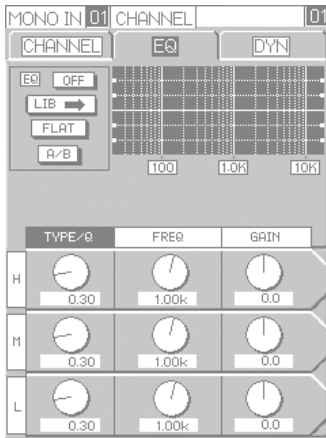 MONO IN 01 CHANNEL 01
CHANNEL EQ DYN
EQ OFF
LIB
FLAT
A/B
100 1.0K 10K
TYPE/Q FREQ GAIN
H
0.30 1.00k 0.0
M
0.30 1.00k 0.0
L
0.30 1.00k 0.0